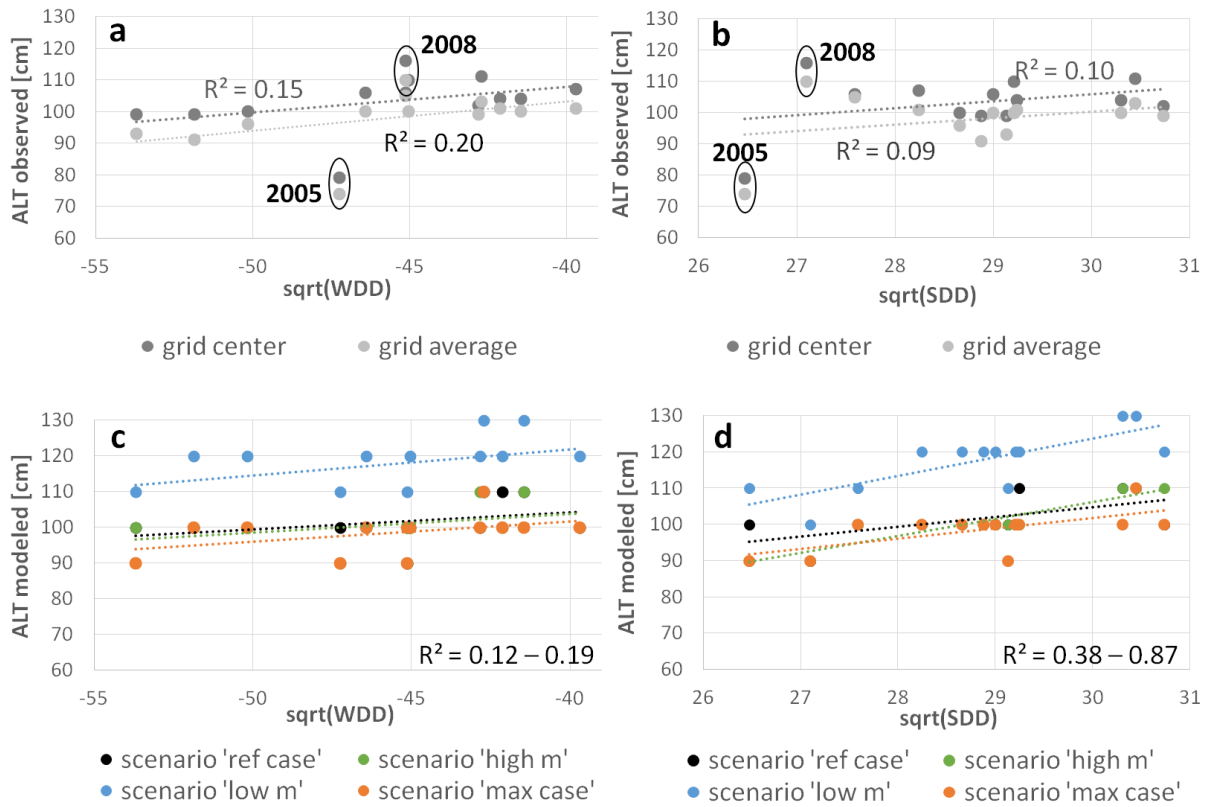 a
ALT observed [cm]
130
120
110
100
90
80
70
60
R² = 0.15
2008
R² = 0.20
2005
-55
-50
-45
-40
sqrt(WDD)
grid center
grid average
b
ALT observed [cm]
130
120
110
100
90
80
70
60
2008
R² = 0.10
R² = 0.09
2005
26
27
28
29
30
31
sqrt(SDD)
grid center
grid average
c
ALT modeled [cm]
130
120
110
100
90
80
70
60
R² = 0.12 – 0.19
-55
-50
-45
-40
sqrt(WDD)
scenario 'ref case'
scenario 'high m'
scenario 'low m'
scenario 'max case'
d
ALT modeled [cm]
130
120
110
100
90
80
70
60
R² = 0.38 – 0.87
26
27
28
29
30
31
sqrt(SDD)
scenario 'ref case'
scenario 'high m'
scenario 'low m'
scenario 'max case'